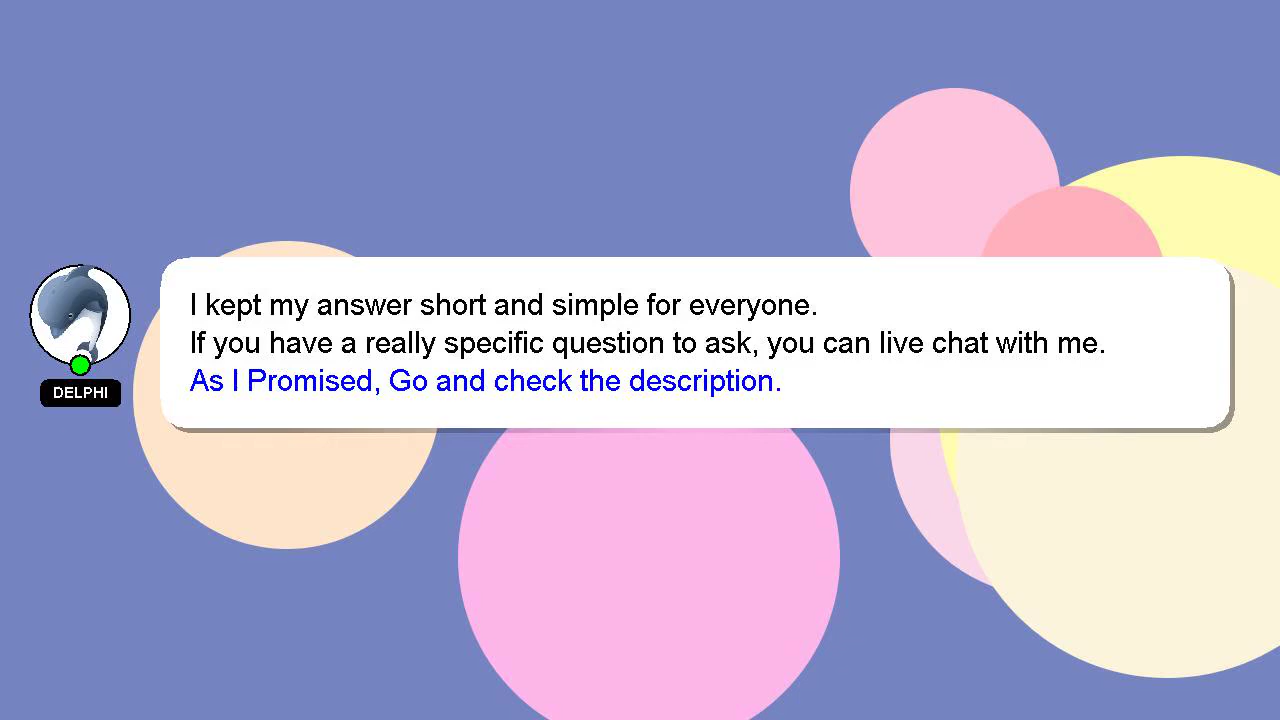 I kept my answer short and simple for everyone.
If you have a really specific question to ask, you can live chat with me.
As I Promised, Go and check the description.
DELPHI